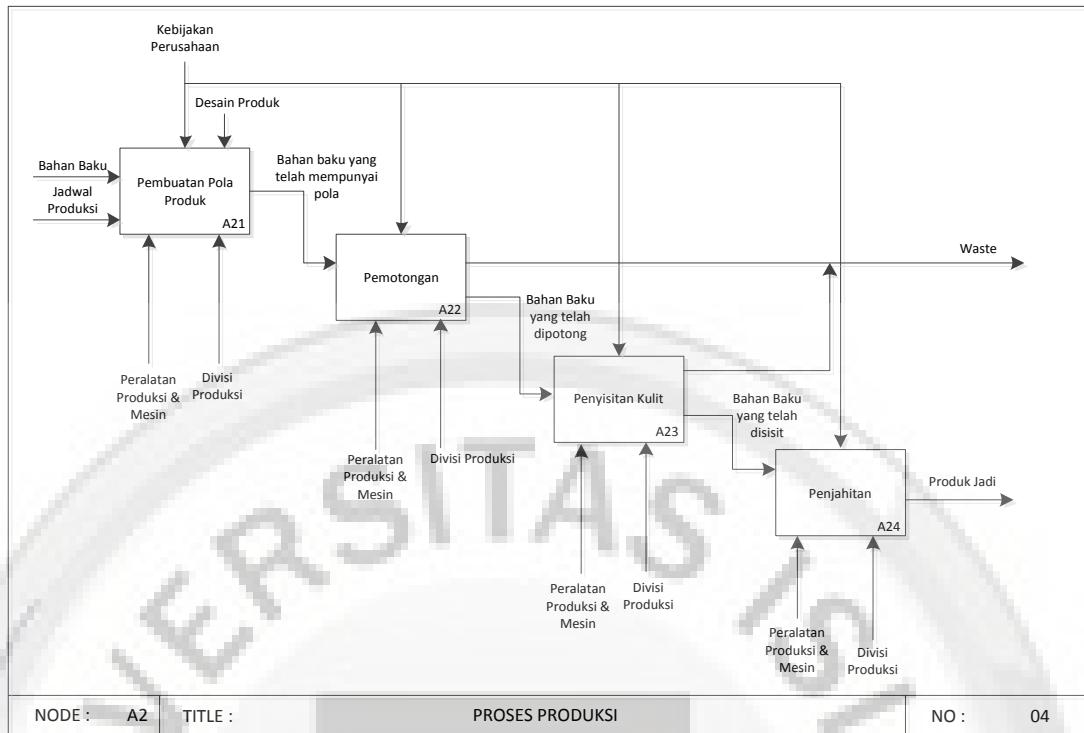 Kebijakan
Perusahaan
Desain Produk
Bahan Baku
Jadwal
Produksi
Pembuatan Pola
Produk
A21
Bahan baku yang
telah mempunyai
pola
Peralatan
Produksi &
Mesin
Divisi
Produksi
Pemotongan
A22
Waste
Bahan Baku
yang telah
dipotong
Peralatan
Produksi &
Mesin
Divisi Produksi
Penyisitan Kulit
A23
Bahan Baku
yang telah
disisit
Peralatan
Produksi &
Mesin
Divisi
Produksi
Penjahitan
A24
Produk Jadi
Peralatan
Produksi &
Mesin
Divisi
Produksi
NODE : A2 TITLE : PROSES PRODUKSI NO : 04
VERSITAS IS